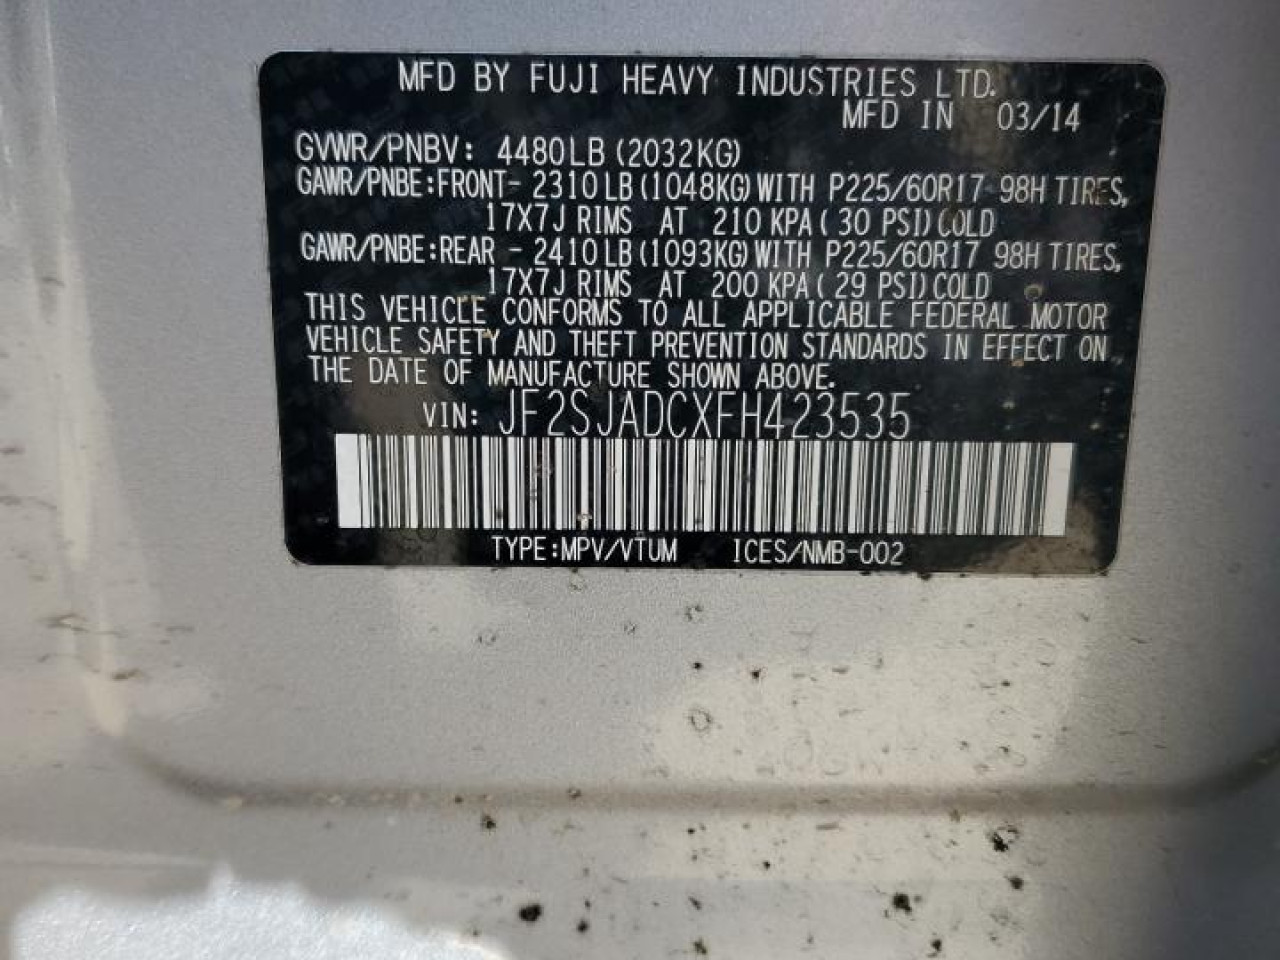 MFD BY FUJI HEAVY INDUSTRIES LTD.
MFD IN 03/14
GVWR/PNBV: 4480LB (2032KG)
GAWR/PNBE:FRONT- 2310LB (1048KG) WITH P225/60R17 98H TIRES,
17X7J RIMS AT 210 KPA ( 30 PSI) COLD
GAWR/PNBE:REAR - 2410LB (1093KG) WITH P225/60R17 98H TIRES,
17X7J RIMS AT 200 KPA ( 29 PSI) COLD
THIS VEHICLE CONFORMS TO ALL APPLICABLE FEDERAL MOTOR
VEHICLE SAFETY AND THEFT PREVENTION STANDARDS IN EFFECT ON
THE DATE OF MANUFACTURE SHOWN ABOVE.
VIN: JF2SJADCXFH423535
TYPE:MPV/VTUM ICES/NMB-002